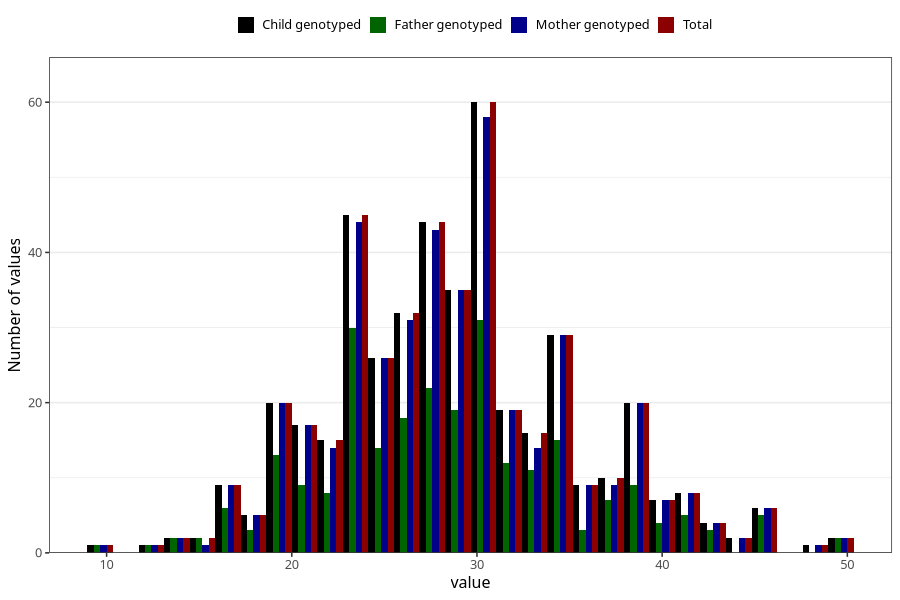 Child genotyped Father genotyped Mother genotyped Total
60
40
20
0
Number of values
10 20 30 40 50
value